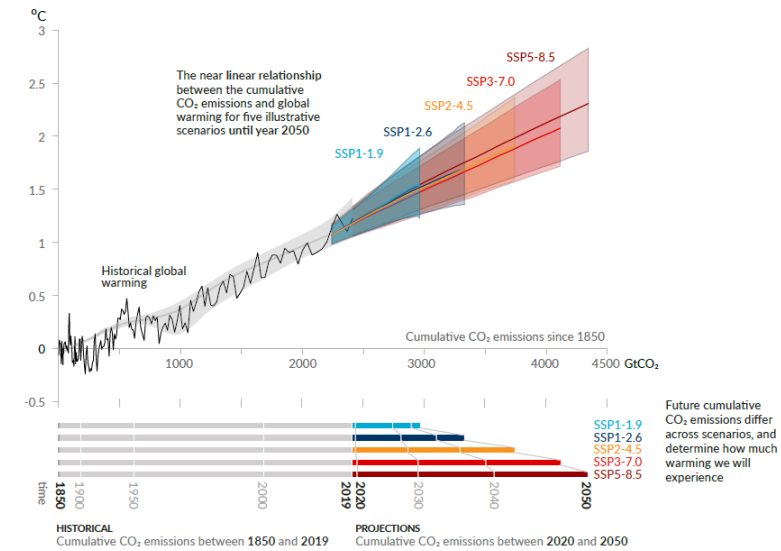 °C
3
2.5
2
1.5
1
0.5
0
-0.5
The near linear relationship
between the cumulative
CO₂ emissions and global
warming for five illustrative
scenarios until year 2050
SSP5-8.5
SSP3-7.0
SSP2-4.5
SSP1-2.6
SSP1-1.9
Historical global
warming
Cumulative CO₂ emissions since 1850
1000
2000
3000
4000
4500
GtCO₂
SSP1-1.9
SSP1-2.6
SSP2-4.5
SSP3-7.0
SSP5-8.5
Future cumulative
CO₂ emissions differ
across scenarios, and
determine how much
warming we will
experience
time
1850
1900
1950
2000
2019
2020
2030
2040
2050
HISTORICAL
Cumulative CO₂ emissions between 1850 and 2019
PROJECTIONS
Cumulative CO₂ emissions between 2020 and 2050